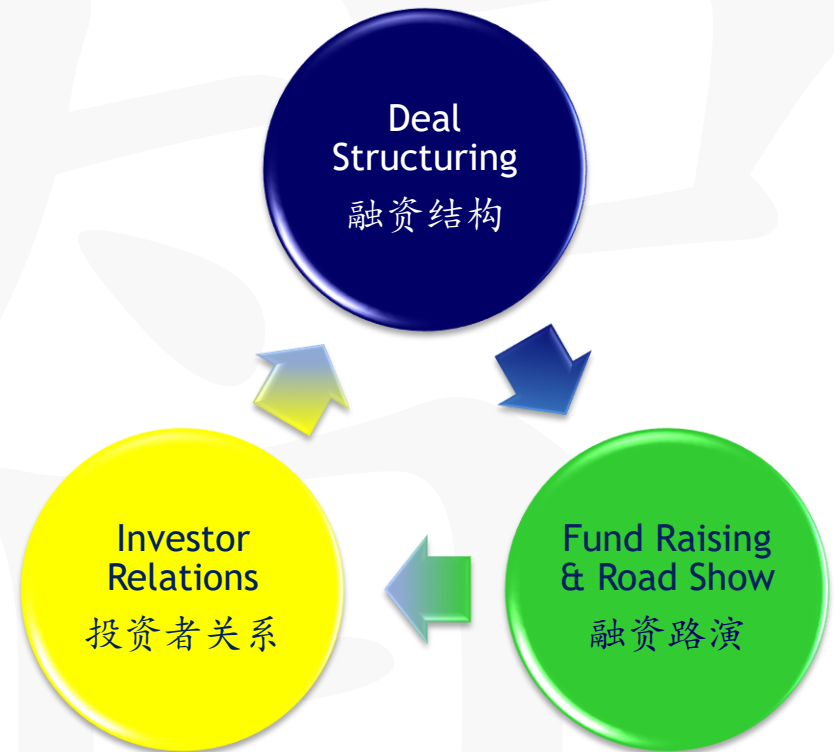 Deal
Structuring
融资结构
Fund Raising
& Road Show
融资路演
Investor
Relations
投资者关系